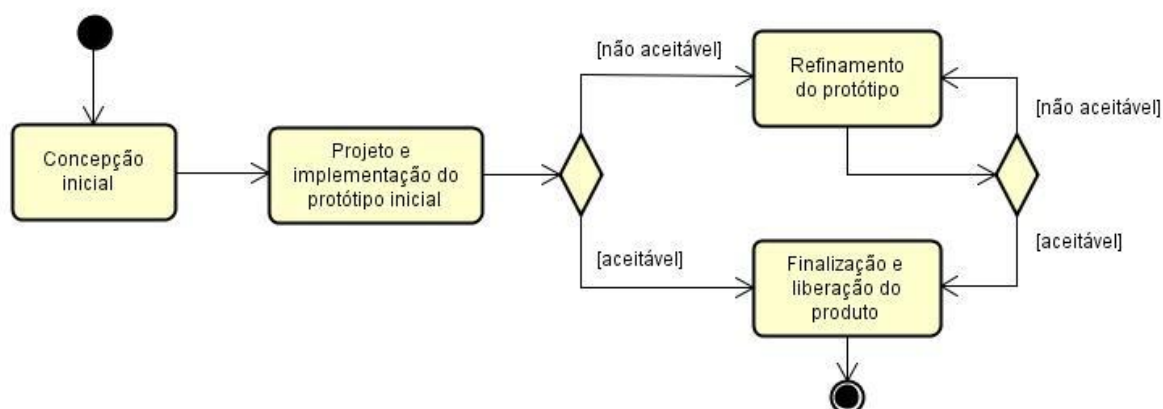 Concepção
inicial
Projeto e
implementação do
protótipo inicial
[não aceitável]
[aceitável]
Refinamento
do protótipo
[não aceitável]
[aceitável]
Finalização e
liberação do
produto